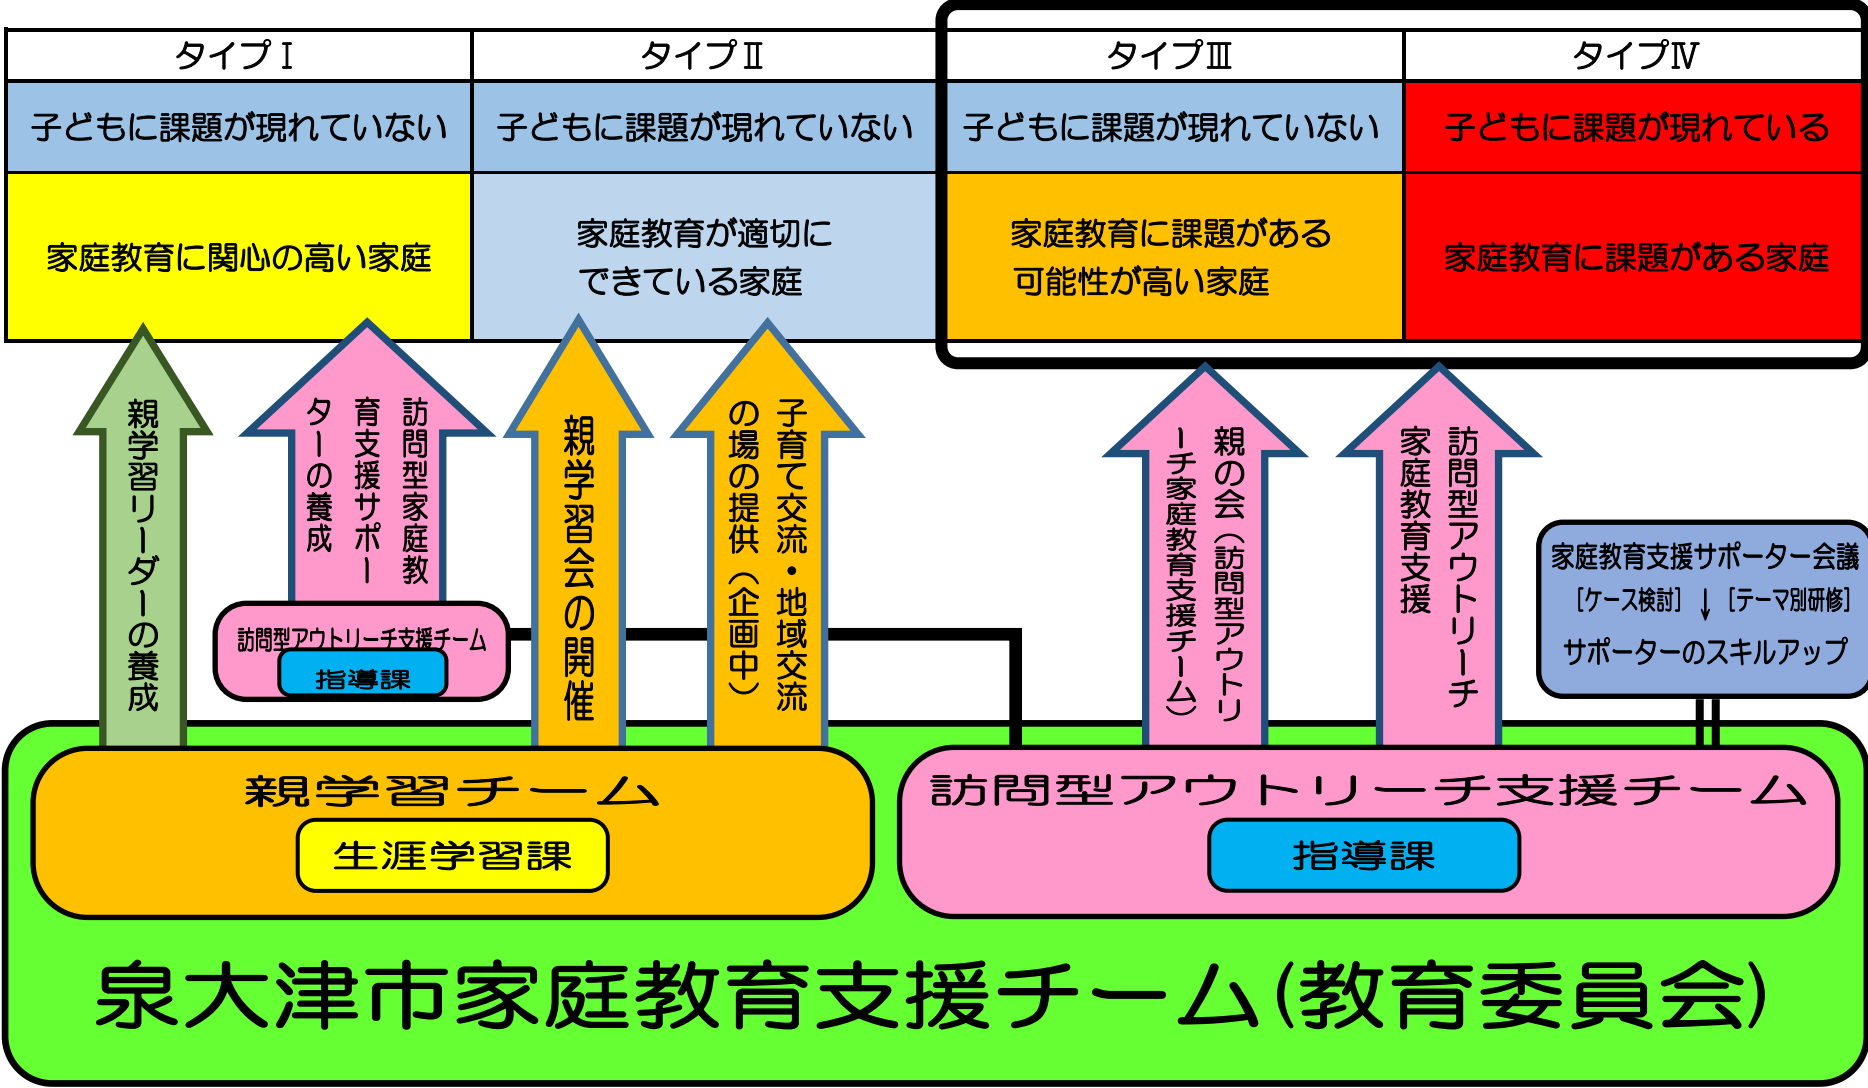 タイプⅠ
タイプⅡ
タイプⅢ
タイプⅣ
子どもに課題が現れていない
子どもに課題が現れていない
子どもに課題が現れていない
子どもに課題が現れている
家庭教育に関心の高い家庭
家庭教育が適切に
できている家庭
家庭教育に課題がある
可能性が高い家庭
家庭教育に課題がある家庭
親学習リーダーの養成
訪問型家庭教
育支援サポー
ターの養成
親学習会の開催
子育て交流・地域交流
の場の提供（企画中）
親の会（訪問型アウトリ
ーチ家庭教育支援チーム）
訪問型アウトリーチ
家庭教育支援
家庭教育支援サポーター会議
[ケース検討] ↓ [テーマ別研修]
サポーターのスキルアップ
訪問型アウトリーチ支援チーム
指導課
親学習チーム
生涯学習課
訪問型アウトリーチ支援チーム
指導課
泉大津市家庭教育支援チーム(教育委員会)